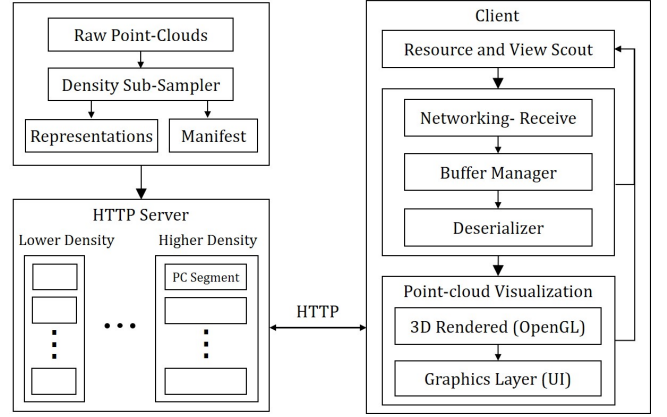 Raw Point-Clouds
Density Sub-Sampler
Representations
Manifest
HTTP Server
Lower Density
Higher Density
PC Segment
HTTP
Client
Resource and View Scout
Networking- Receive
Buffer Manager
Deserializer
Point-cloud Visualization
3D Rendered (OpenGL)
Graphics Layer (UI)